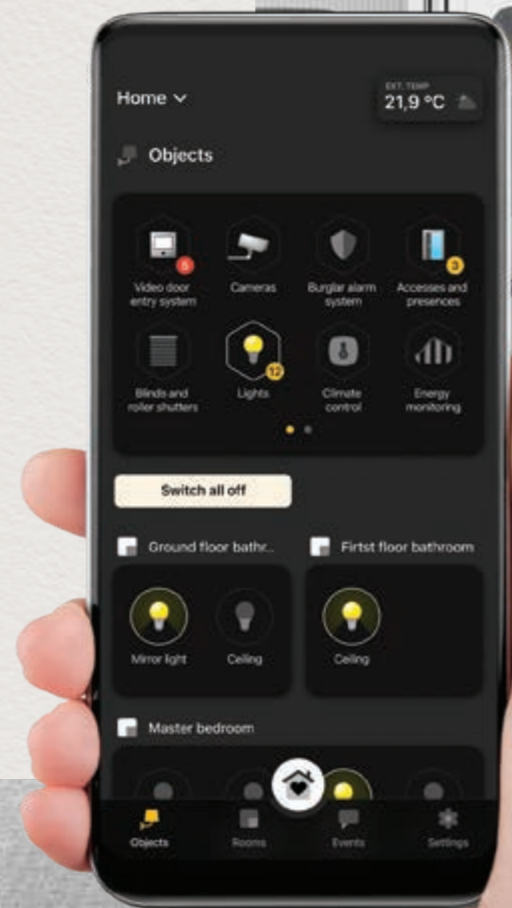 Home
EXT. TEMP
21,9 °C
Objects
5
3
Video door
entry system
Cameras
Burglar alarm
system
Accesses and
presences
12
Blinds and
roller shutters
Lights
Climate
control
Energy
monitoring
Switch all off
Ground floor bathr...
Firtst floor bathroom
Mirror light
Ceiling
Ceiling
Master bedroom
Objects
Rooms
Events
Settings